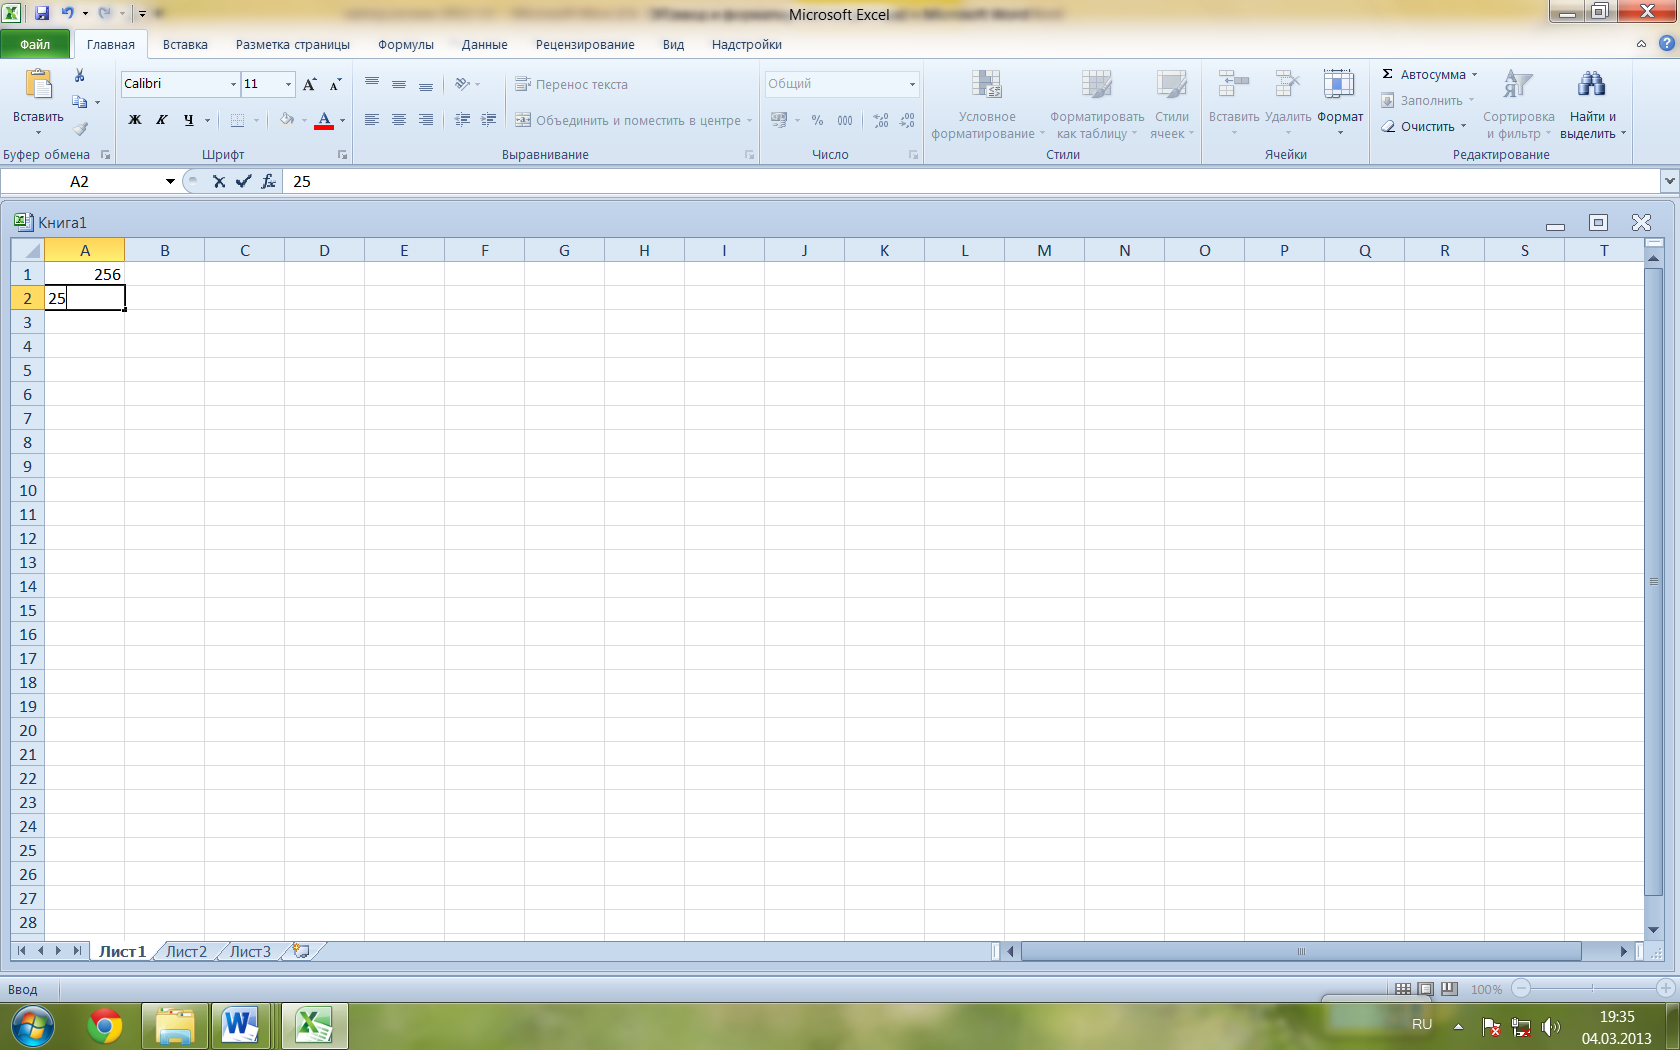 Microsoft Excel
Файл Главная Вставка Разметка страницы Формулы Данные Рецензирование Вид Надстройки
Вставить
Буфер обмена
Calibri 11
Ж К Ч А
Шрифт
Перенос текста
Объединить и поместить в центре
Выравнивание
Общий
% 000
Число
Условное форматирование
Форматировать как таблицу
Стили ячеек
Стили
Вставить Удалить Формат
Ячейки
Σ Автосумма
Заполнить
Очистить
Сортировка и фильтр
Найти и выделить
Редактирование
A2 fx 25
Книга1
A B C D E F G H I J K L M N O P Q R S T
1 256
2 25
3
4
5
6
7
8
9
10
11
12
13
14
15
16
17
18
19
20
21
22
23
24
25
26
27
28
Лист1 Лист2 Лист3
Ввод 100%
RU 19:35
04.03.2013